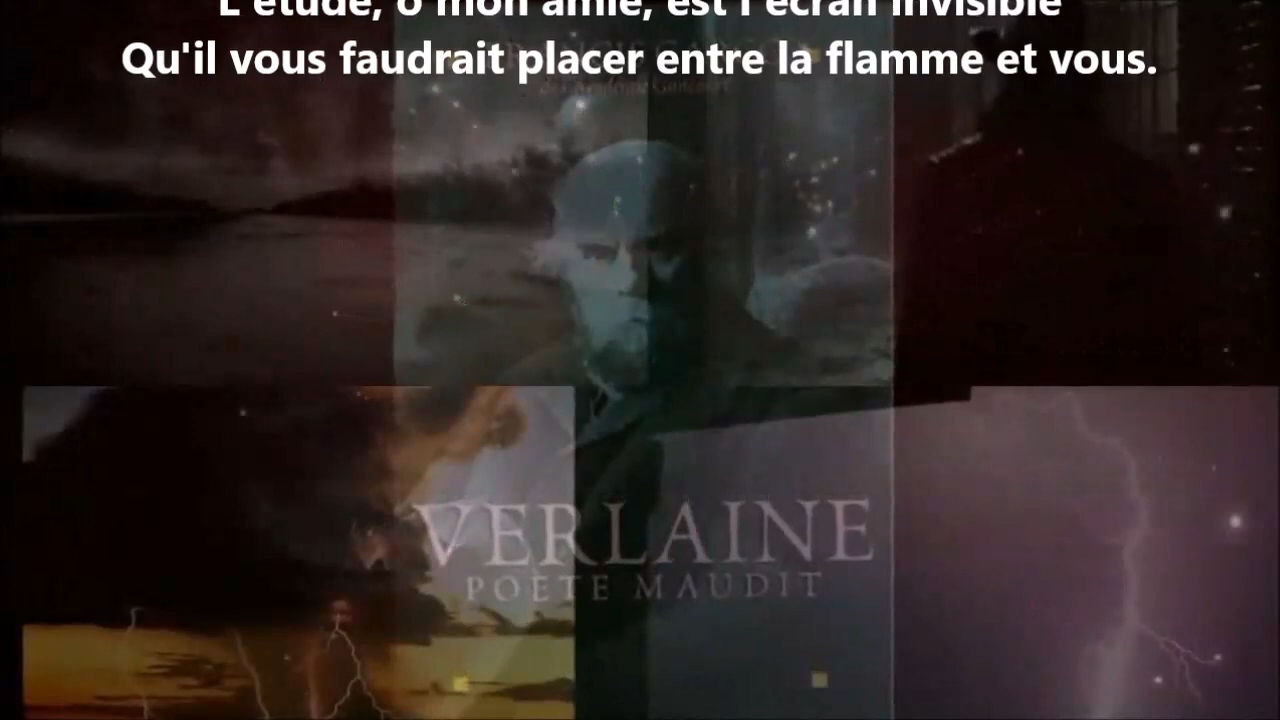 L'étude, ô mon amie, est l'écran invisible
Qu'il vous faudrait placer entre la flamme et vous.
VERLAINE
POÈTE MAUDIT